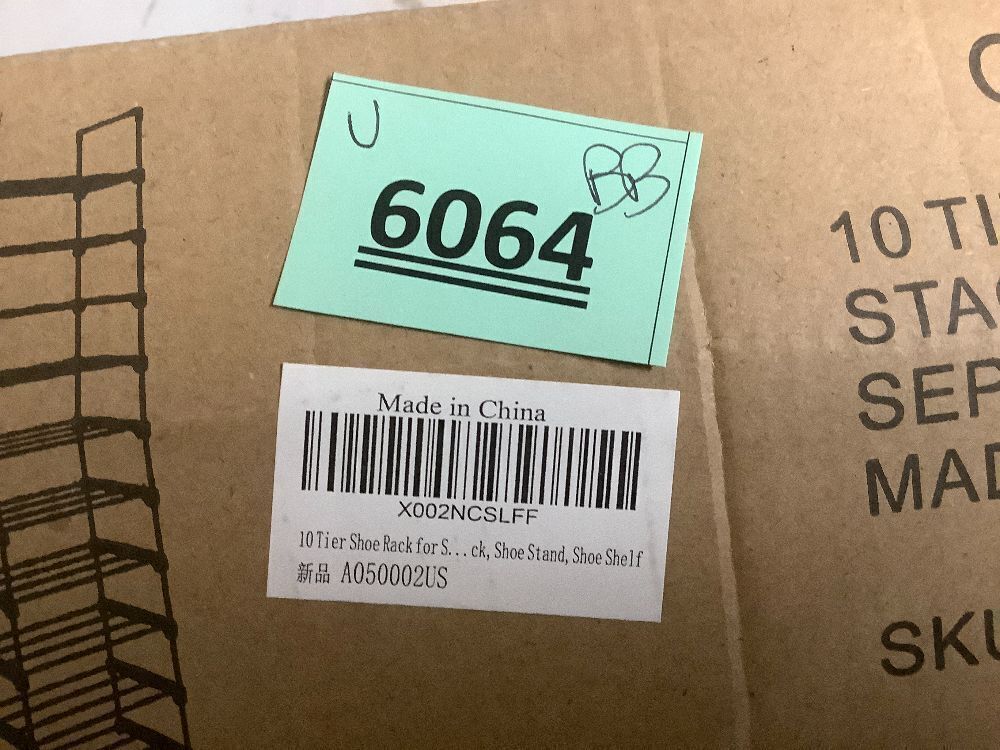 U
BB
6064
Made in China
X002NCSLFF
10 Tier Shoe Rack for S...ck, Shoe Stand, Shoe Shelf
新品 A050002US
10 TI
STA
SEP
MAD
SKU